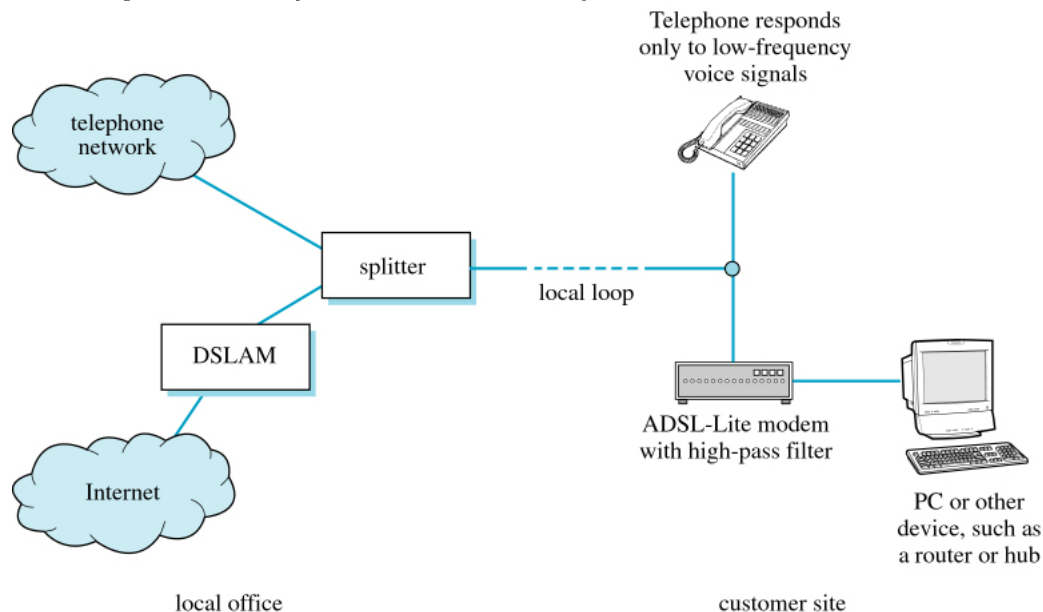 Telephone responds
only to low-frequency
voice signals
telephone
network
splitter
local loop
DSLAM
ADSL-Lite modem
with high-pass filter
Internet
PC or other
device, such as
a router or hub
local office
customer site